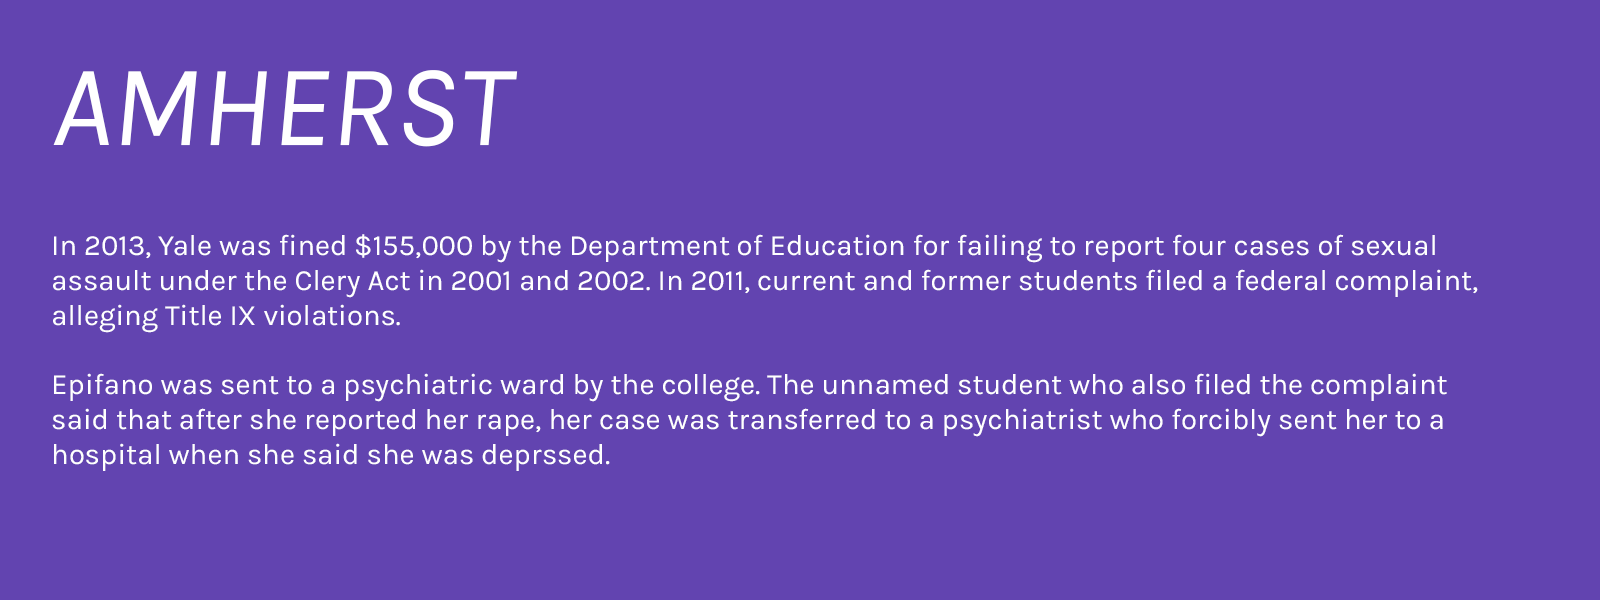 AMHERST
In 2013, Yale was fined $155,000 by the Department of Education for failing to report four cases of sexual
assault under the Clery Act in 2001 and 2002. In 2011, current and former students filed a federal complaint,
alleging Title IX violations.
Epifano was sent to a psychiatric ward by the college. The unnamed student who also filed the complaint
said that after she reported her rape, her case was transferred to a psychiatrist who forcibly sent her to a
hospital when she said she was deprssed.